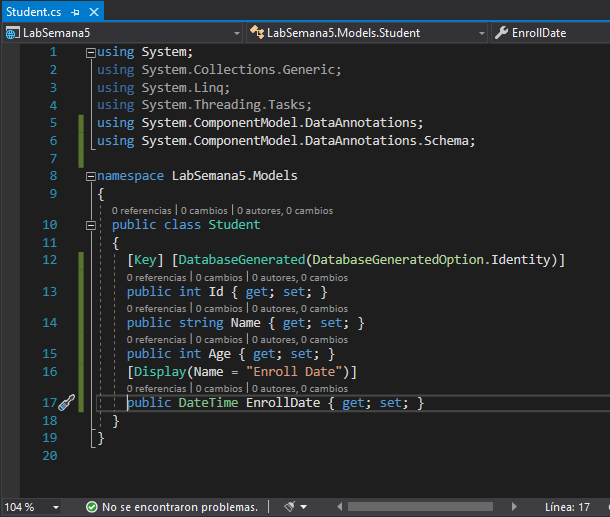 Student.cs
LabSemana5 LabSemana5.Models.Student EnrollDate
1 using System;
2 using System.Collections.Generic;
3 using System.Linq;
4 using System.Threading.Tasks;
5 using System.ComponentModel.DataAnnotations;
6 using System.ComponentModel.DataAnnotations.Schema;
7
8 namespace LabSemana5.Models
9 {
0 referencias | 0 cambios | 0 autores, 0 cambios
10 public class Student
11 {
12 [Key] [DatabaseGenerated(DatabaseGeneratedOption.Identity)]
0 referencias | 0 cambios | 0 autores, 0 cambios
13 public int Id { get; set; }
0 referencias | 0 cambios | 0 autores, 0 cambios
14 public string Name { get; set; }
0 referencias | 0 cambios | 0 autores, 0 cambios
15 public int Age { get; set; }
16 [Display(Name = "Enroll Date")]
0 referencias | 0 cambios | 0 autores, 0 cambios
17 public DateTime EnrollDate { get; set; }
18 }
19 }
20
104 % No se encontraron problemas. Línea: 17